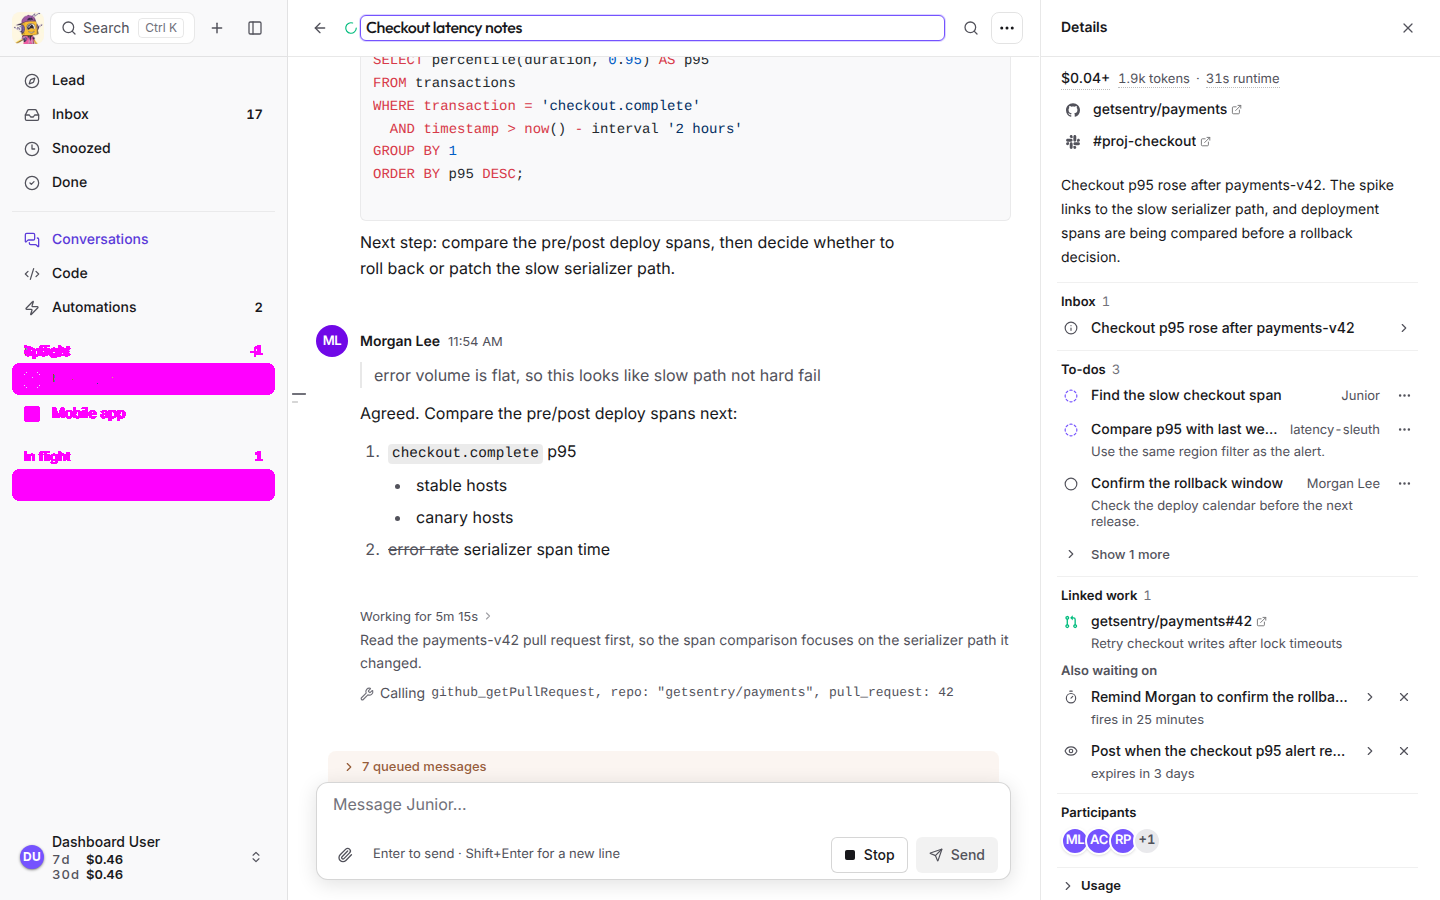 Search Ctrl K
Lead
Inbox 17
Snoozed
Done
Conversations
Code
Automations 2
Mobile app
In flight 1
Dashboard User
7d $0.46
30d $0.46
Checkout latency notes
SELECT percentile(duration, 0.95) AS p95
FROM transactions
WHERE transaction = 'checkout.complete'
AND timestamp > now() - interval '2 hours'
GROUP BY 1
ORDER BY p95 DESC;
Next step: compare the pre/post deploy spans, then decide whether to
roll back or patch the slow serializer path.
ML Morgan Lee 11:54 AM
error volume is flat, so this looks like slow path not hard fail
Agreed. Compare the pre/post deploy spans next:
1. checkout.complete p95
• stable hosts
• canary hosts
2. error rate serializer span time
Working for 5m 15s
Read the payments-v42 pull request first, so the span comparison focuses on the serializer path it
changed.
Calling github_getPullRequest, repo: "getsentry/payments", pull_request: 42
7 queued messages
Message Junior...
Enter to send · Shift+Enter for a new line
Stop
Send
Details
$0.04+ 1.9k tokens · 31s runtime
getsentry/payments
#proj-checkout
Checkout p95 rose after payments-v42. The spike
links to the slow serializer path, and deployment
spans are being compared before a rollback
decision.
Inbox 1
Checkout p95 rose after payments-v42
To-dos 3
Find the slow checkout span Junior
Compare p95 with last we... latency-sleuth
Use the same region filter as the alert.
Confirm the rollback window Morgan Lee
Check the deploy calendar before the next
release.
Show 1 more
Linked work 1
getsentry/payments#42
Retry checkout writes after lock timeouts
Also waiting on
Remind Morgan to confirm the rollba...
fires in 25 minutes
Post when the checkout p95 alert re...
expires in 3 days
Participants
ML AC RP +1
Usage
DU